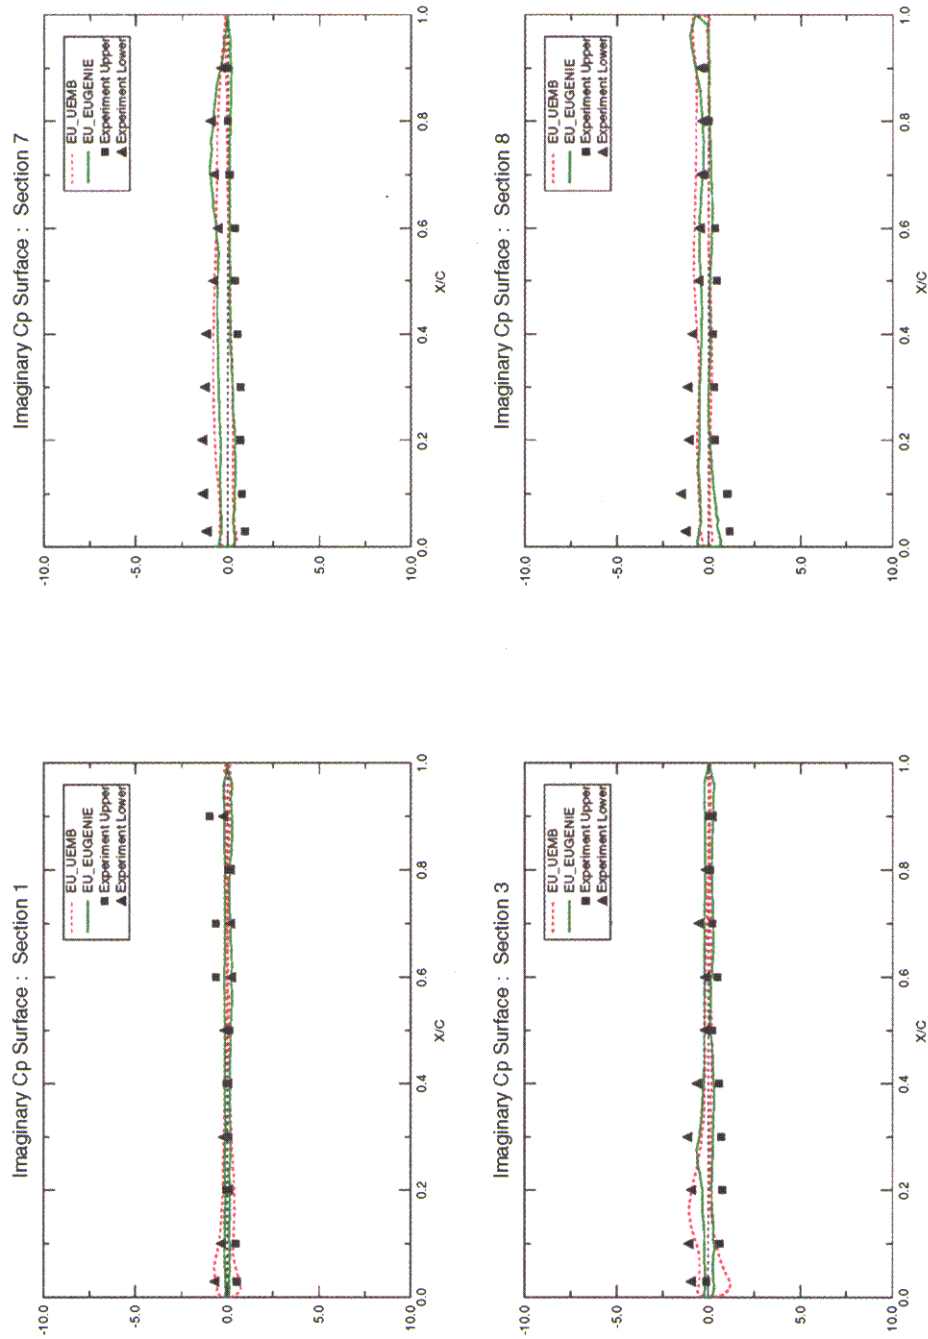 Imaginary Cp Surface : Section 1
EU_UEMB
EU_EUGENIE
Experiment Upper
Experiment Lower
-10.0
-5.0
0.0
5.0
10.0
0.0 0.2 0.4 0.6 0.8 1.0
X/C
Imaginary Cp Surface : Section 7
EU_UEMB
EU_EUGENIE
Experiment Upper
Experiment Lower
-10.0
-5.0
0.0
5.0
10.0
0.0 0.2 0.4 0.6 0.8 1.0
X/C
Imaginary Cp Surface : Section 3
EU_UEMB
EU_EUGENIE
Experiment Upper
Experiment Lower
-10.0
-5.0
0.0
5.0
10.0
0.0 0.2 0.4 0.6 0.8 1.0
X/C
Imaginary Cp Surface : Section 8
EU_UEMB
EU_EUGENIE
Experiment Upper
Experiment Lower
-10.0
-5.0
0.0
5.0
10.0
0.0 0.2 0.4 0.6 0.8 1.0
X/C